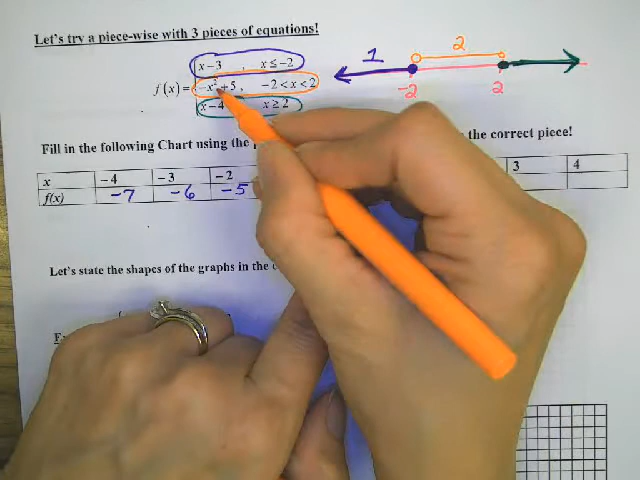 Let's try a piece-wise with 3 pieces of equations!
1 2
x − 3 , x ≤ −2
f(x) = −x² + 5, −2 < x < 2
x − 4 x ≥ 2
−2 2
Fill in the following Chart using the the correct piece!
x −4 −3 −2 3 4
f(x) −7 −6 −5
Let's state the shapes of the graphs in the